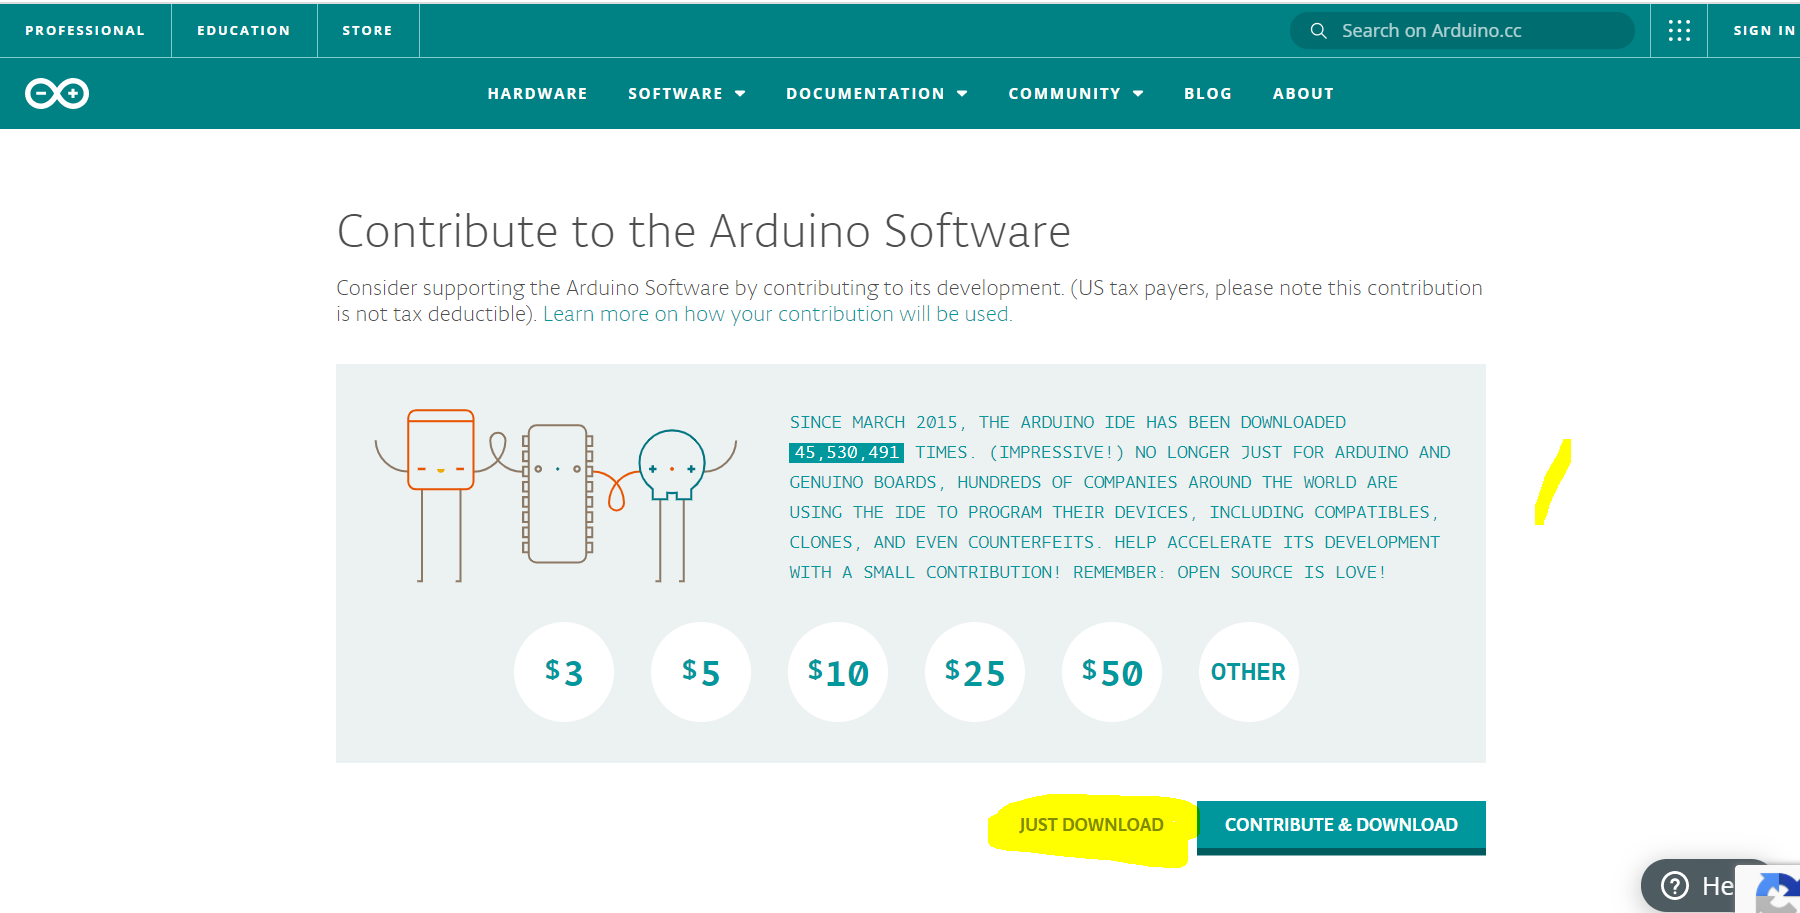 PROFESSIONAL EDUCATION STORE Search on Arduino.cc SIGN IN
HARDWARE SOFTWARE DOCUMENTATION COMMUNITY BLOG ABOUT
Contribute to the Arduino Software
Consider supporting the Arduino Software by contributing to its development. (US tax payers, please note this contribution
is not tax deductible). Learn more on how your contribution will be used.
SINCE MARCH 2015, THE ARDUINO IDE HAS BEEN DOWNLOADED
45,530,491 TIMES. (IMPRESSIVE!) NO LONGER JUST FOR ARDUINO AND
GENUINO BOARDS, HUNDREDS OF COMPANIES AROUND THE WORLD ARE
USING THE IDE TO PROGRAM THEIR DEVICES, INCLUDING COMPATIBLES,
CLONES, AND EVEN COUNTERFEITS. HELP ACCELERATE ITS DEVELOPMENT
WITH A SMALL CONTRIBUTION! REMEMBER: OPEN SOURCE IS LOVE!
$3 $5 $10 $25 $50 OTHER
JUST DOWNLOAD CONTRIBUTE & DOWNLOAD